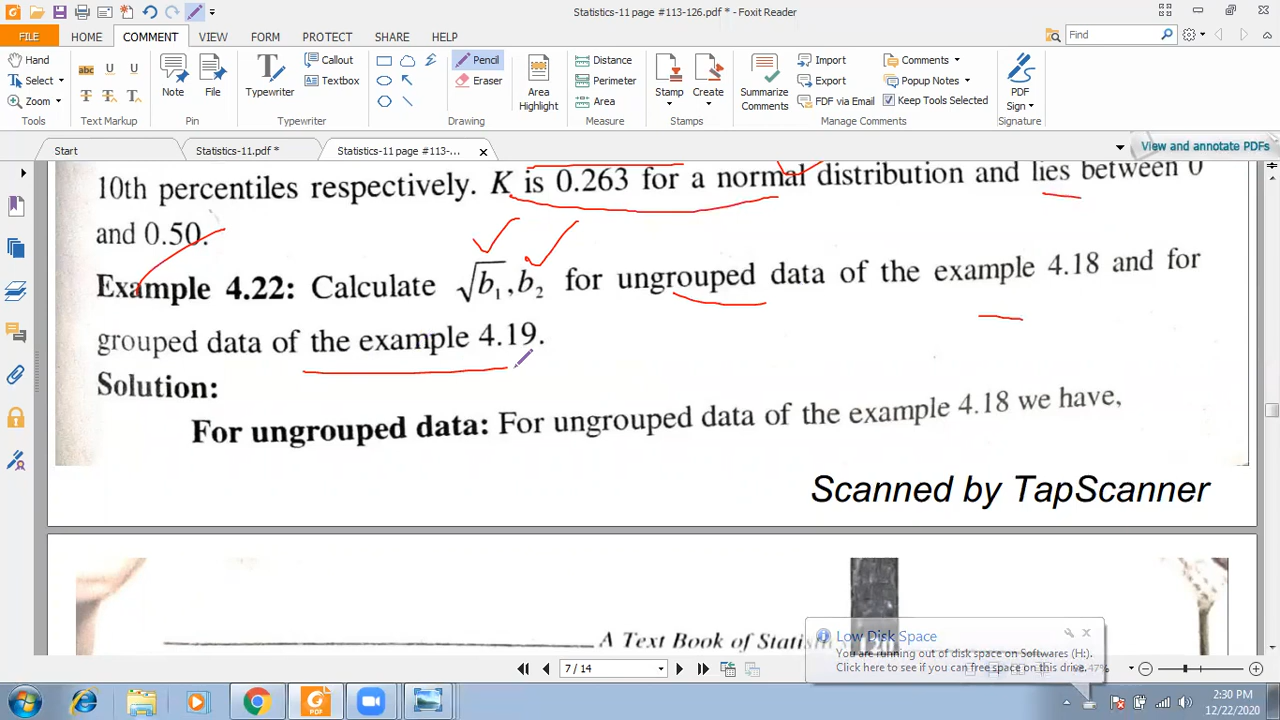 Statistics-11 page #113-126.pdf * - Foxit Reader
FILE HOME COMMENT VIEW FORM PROTECT SHARE HELP
Find
Hand
Select
Zoom
Tools
abc U U
T T T
Text Markup
Note
File
Pin
Typewriter
Callout
Textbox
Typewriter
Pencil
Eraser
Drawing
Area
Highlight
Distance
Perimeter
Area
Measure
Stamp
Create
Stamps
Summarize
Comments
Import
Export
FDF via Email
Comments
Popup Notes
Keep Tools Selected
Manage Comments
PDF
Sign
Signature
Start
Statistics-11.pdf *
Statistics-11 page #113-...
View and annotate PDFs
10th percentiles respectively. K is 0.263 for a normal distribution and lies between 0
and 0.50.
Example 4.22: Calculate √b₁, b₂ for ungrouped data of the example 4.18 and for
grouped data of the example 4.19.
Solution:
For ungrouped data: For ungrouped data of the example 4.18 we have,
Scanned by TapScanner
A Text Book of
Low Disk Space
You are running out of disk space on Softwares (H:).
Click here to see if you can free space on this drive.
7 / 14
2:30 PM
12/22/2020